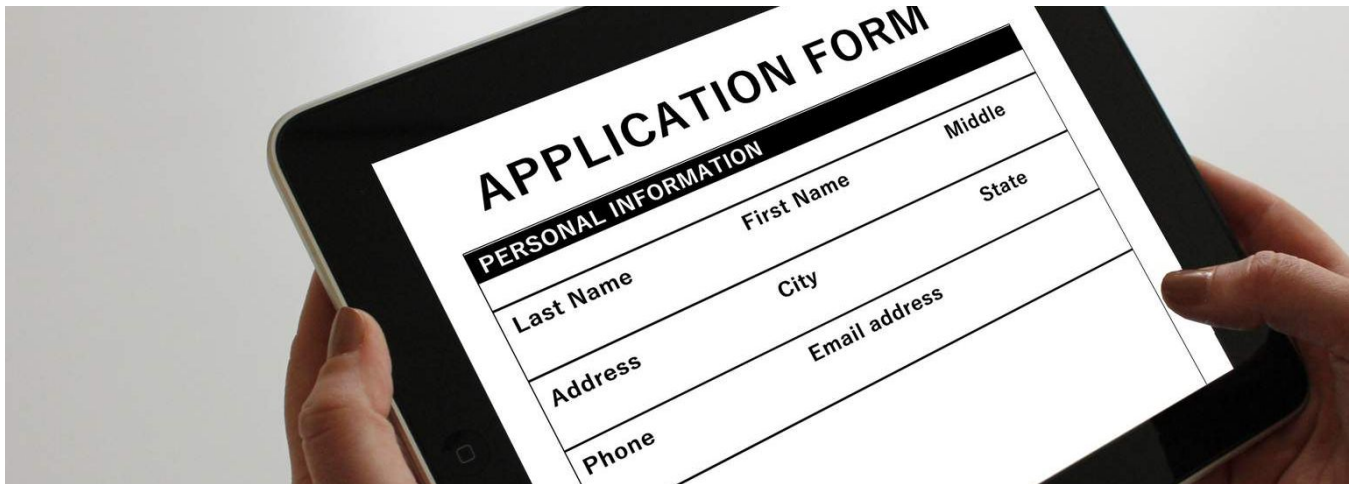 APPLICATION FORM
PERSONAL INFORMATION
Last Name First Name Middle
Address City State
Phone Email address